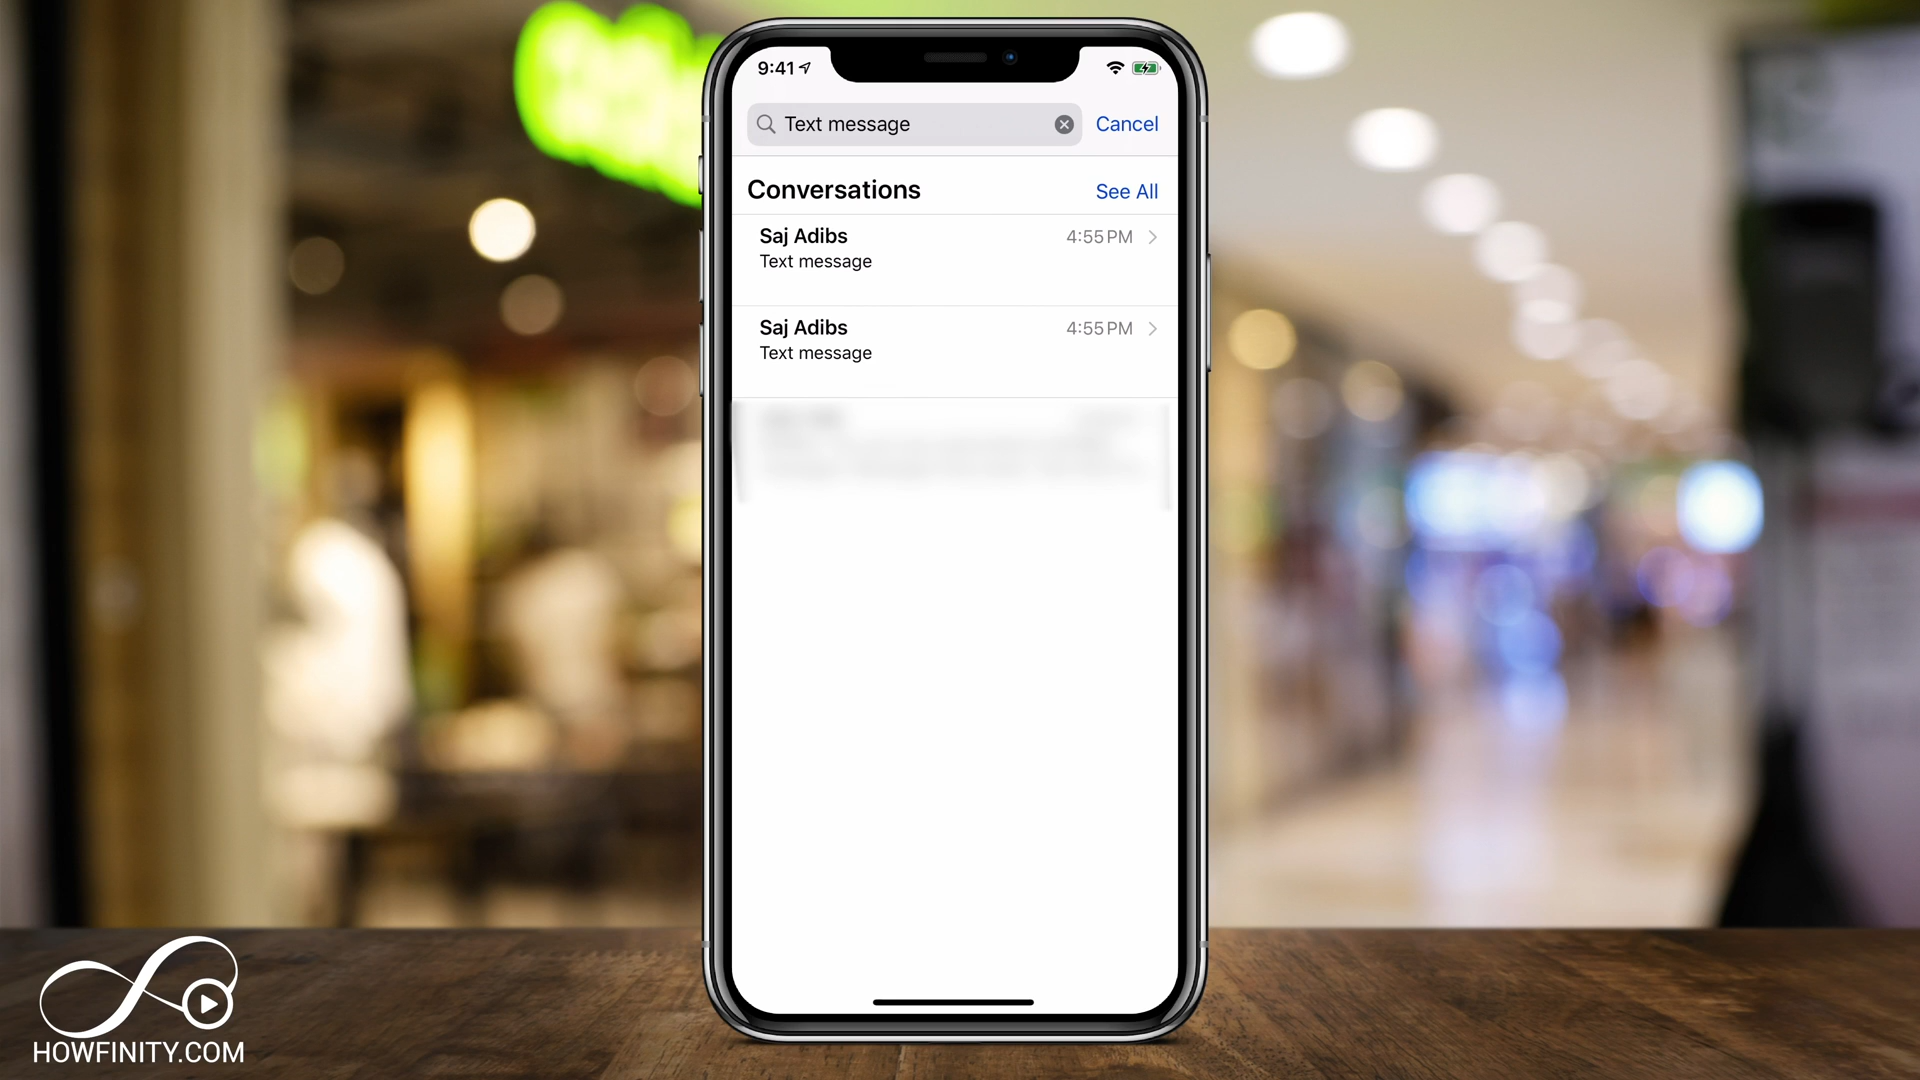 9:41
Text message
Cancel
Conversations
See All
Saj Adibs
4:55 PM
Text message
Saj Adibs
4:55 PM
Text message
HOWFINITY.COM